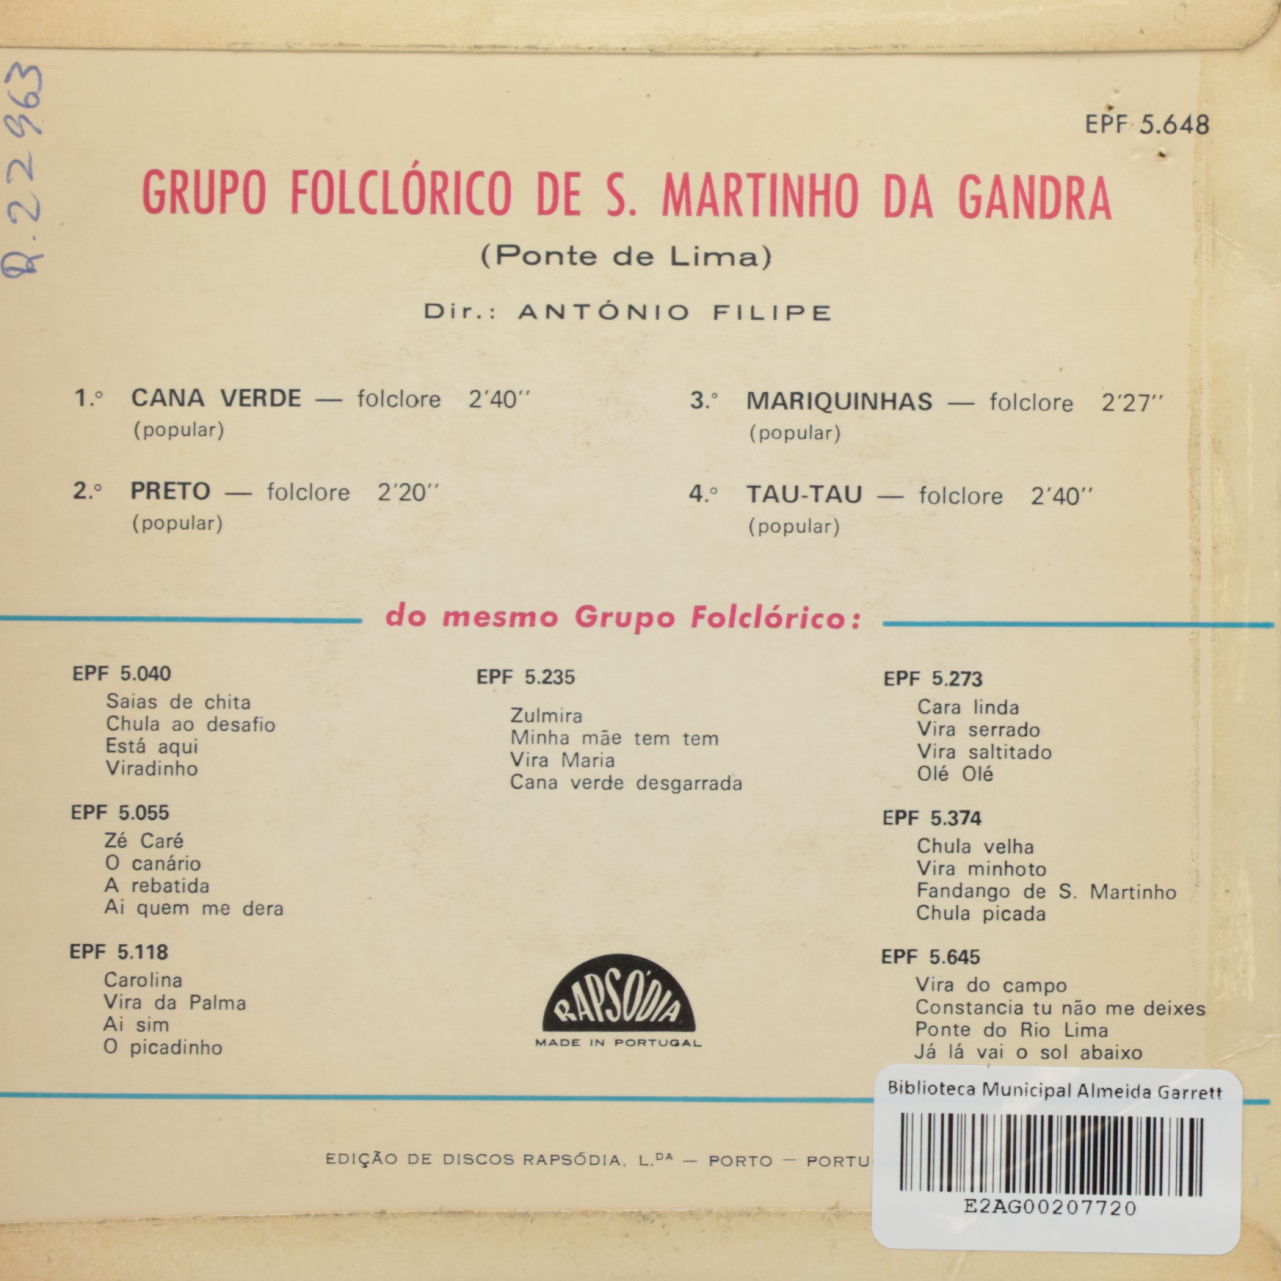 R.22963
EPF 5.648
GRUPO FOLCLÓRICO DE S. MARTINHO DA GANDRA
(Ponte de Lima)
Dir.: ANTÓNIO FILIPE
1.º CANA VERDE — folclore 2'40''
(popular)
2.º PRETO — folclore 2'20''
(popular)
3.º MARIQUINHAS — folclore 2'27''
(popular)
4.º TAU-TAU — folclore 2'40''
(popular)
do mesmo Grupo Folclórico:
EPF 5.040
Saias de chita
Chula ao desafio
Está aqui
Viradinho
EPF 5.055
Zé Caré
O canário
A rebatida
Ai quem me dera
EPF 5.118
Carolina
Vira da Palma
Ai sim
O picadinho
EPF 5.235
Zulmira
Minha mãe tem tem
Vira Maria
Cana verde desgarrada
EPF 5.273
Cara linda
Vira serrado
Vira saltitado
Olé Olé
EPF 5.374
Chula velha
Vira minhoto
Fandango de S. Martinho
Chula picada
EPF 5.645
Vira do campo
Constancia tu não me deixes
Ponte do Rio Lima
Já lá vai o sol abaixo
RAPSÓDIA
MADE IN PORTUGAL
EDIÇÃO DE DISCOS RAPSÓDIA, L.DA — PORTO — PORTU
Biblioteca Municipal Almeida Garrett
E2AG00207720